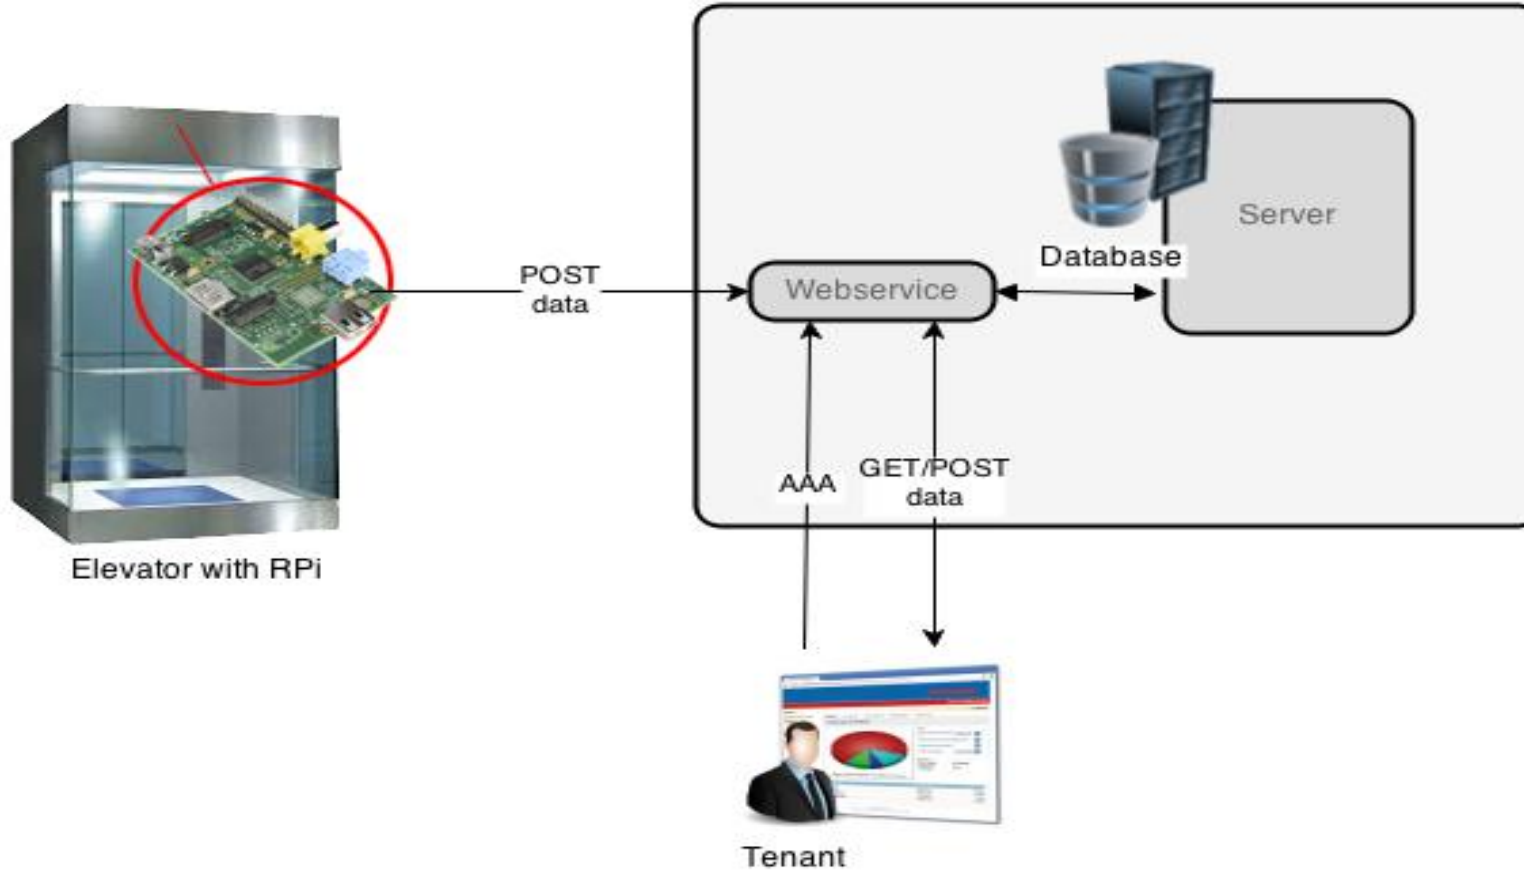 Database
Server
POST
data
Webservice
AAA
GET/POST
data
Elevator with RPi
Tenant